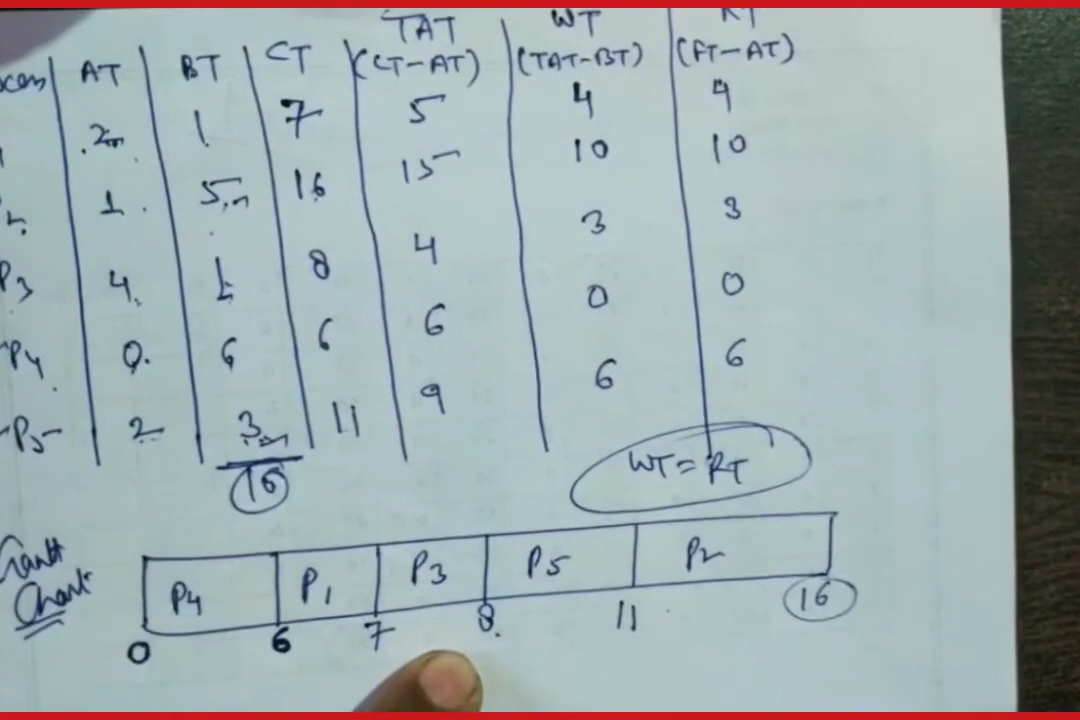 TAT WT RT
AT BT CT (CT-AT) (TAT-BT) (FT-AT)
2 1 7 5 4 4
1 5 16 15 10 10
P3 4 1 8 4 3 3
P4 0 6 6 6 0 0
P5 2 3 11 9 6 6
16
WT=RT
Gantt Chart
P4 P1 P3 P5 P2
0 6 7 8 11 16